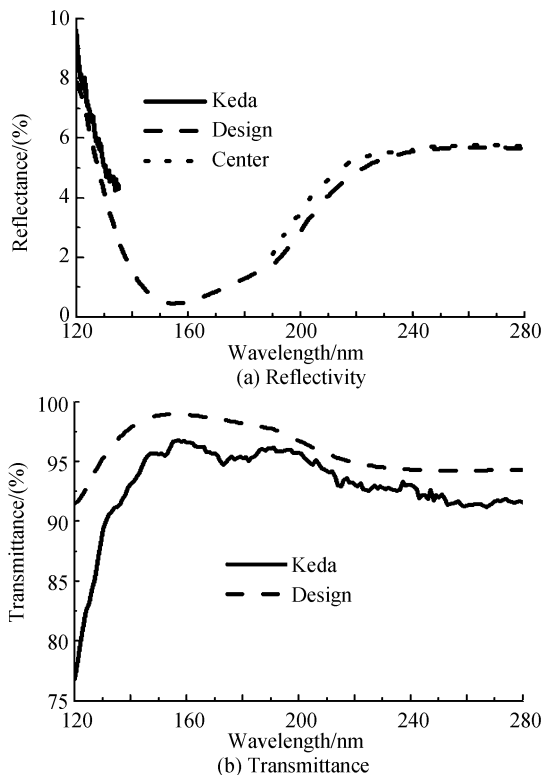 10
8
6
4
2
0
Reflectance/(%)
Keda
Design
Center
120 160 200 240 280
Wavelength/nm
(a) Reflectivity
100
95
90
85
80
75
Transmittance/(%)
Keda
Design
120 160 200 240 280
Wavelength/nm
(b) Transmittance